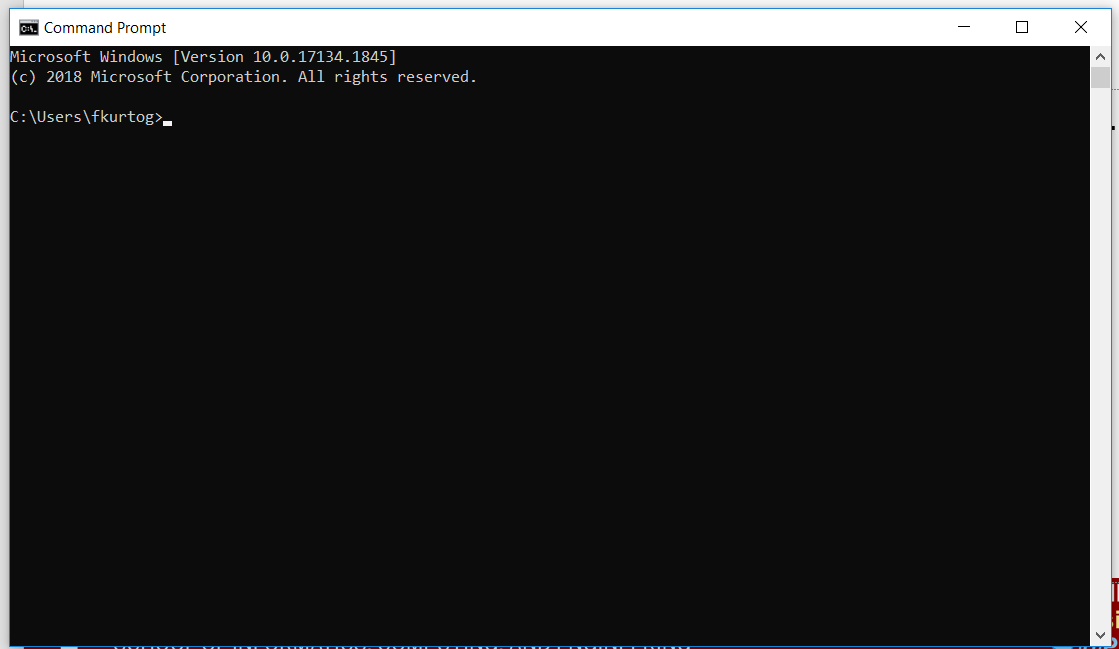 Command Prompt
Microsoft Windows [Version 10.0.17134.1845]
(c) 2018 Microsoft Corporation. All rights reserved.
C:\Users\fkurtog>